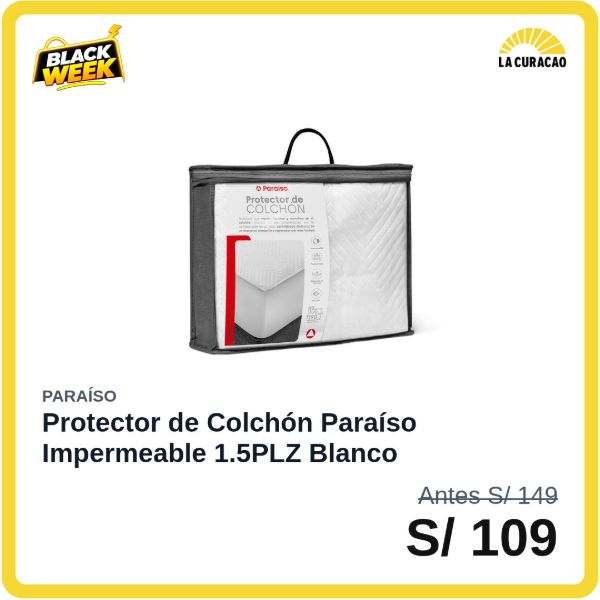 BLACK
WEEK
LA CURACAO
Paraíso
Protector de
COLCHÓN
PARAÍSO
Protector de Colchón Paraíso
Impermeable 1.5PLZ Blanco
Antes S/ 149
S/ 109